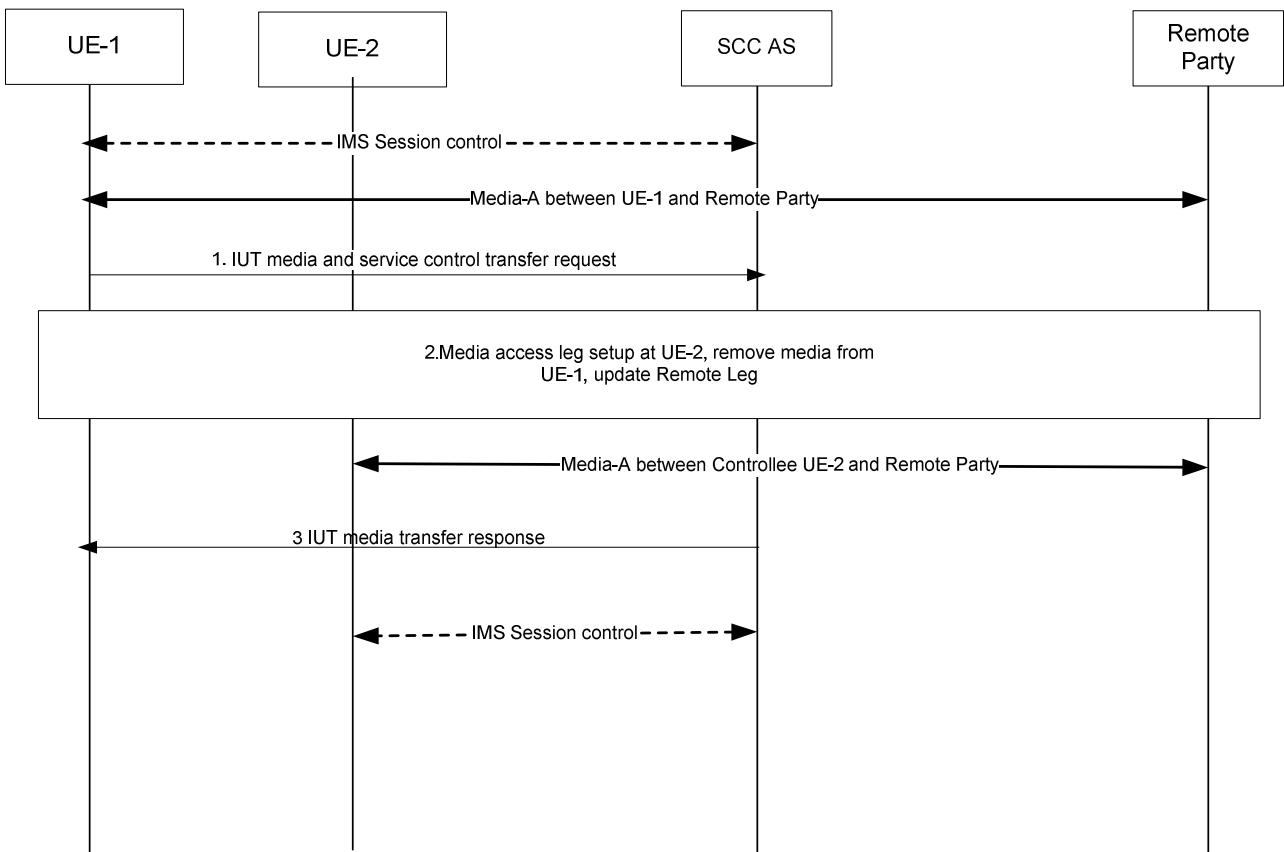 UE-1
UE-2
SCC AS
Remote
Party
IMS Session control
Media-A between UE-1 and Remote Party
1. IUT media and service control transfer request
2.Media access leg setup at UE-2, remove media from
UE-1, update Remote Leg
Media-A between Controllee UE-2 and Remote Party
3 IUT media transfer response
IMS Session control